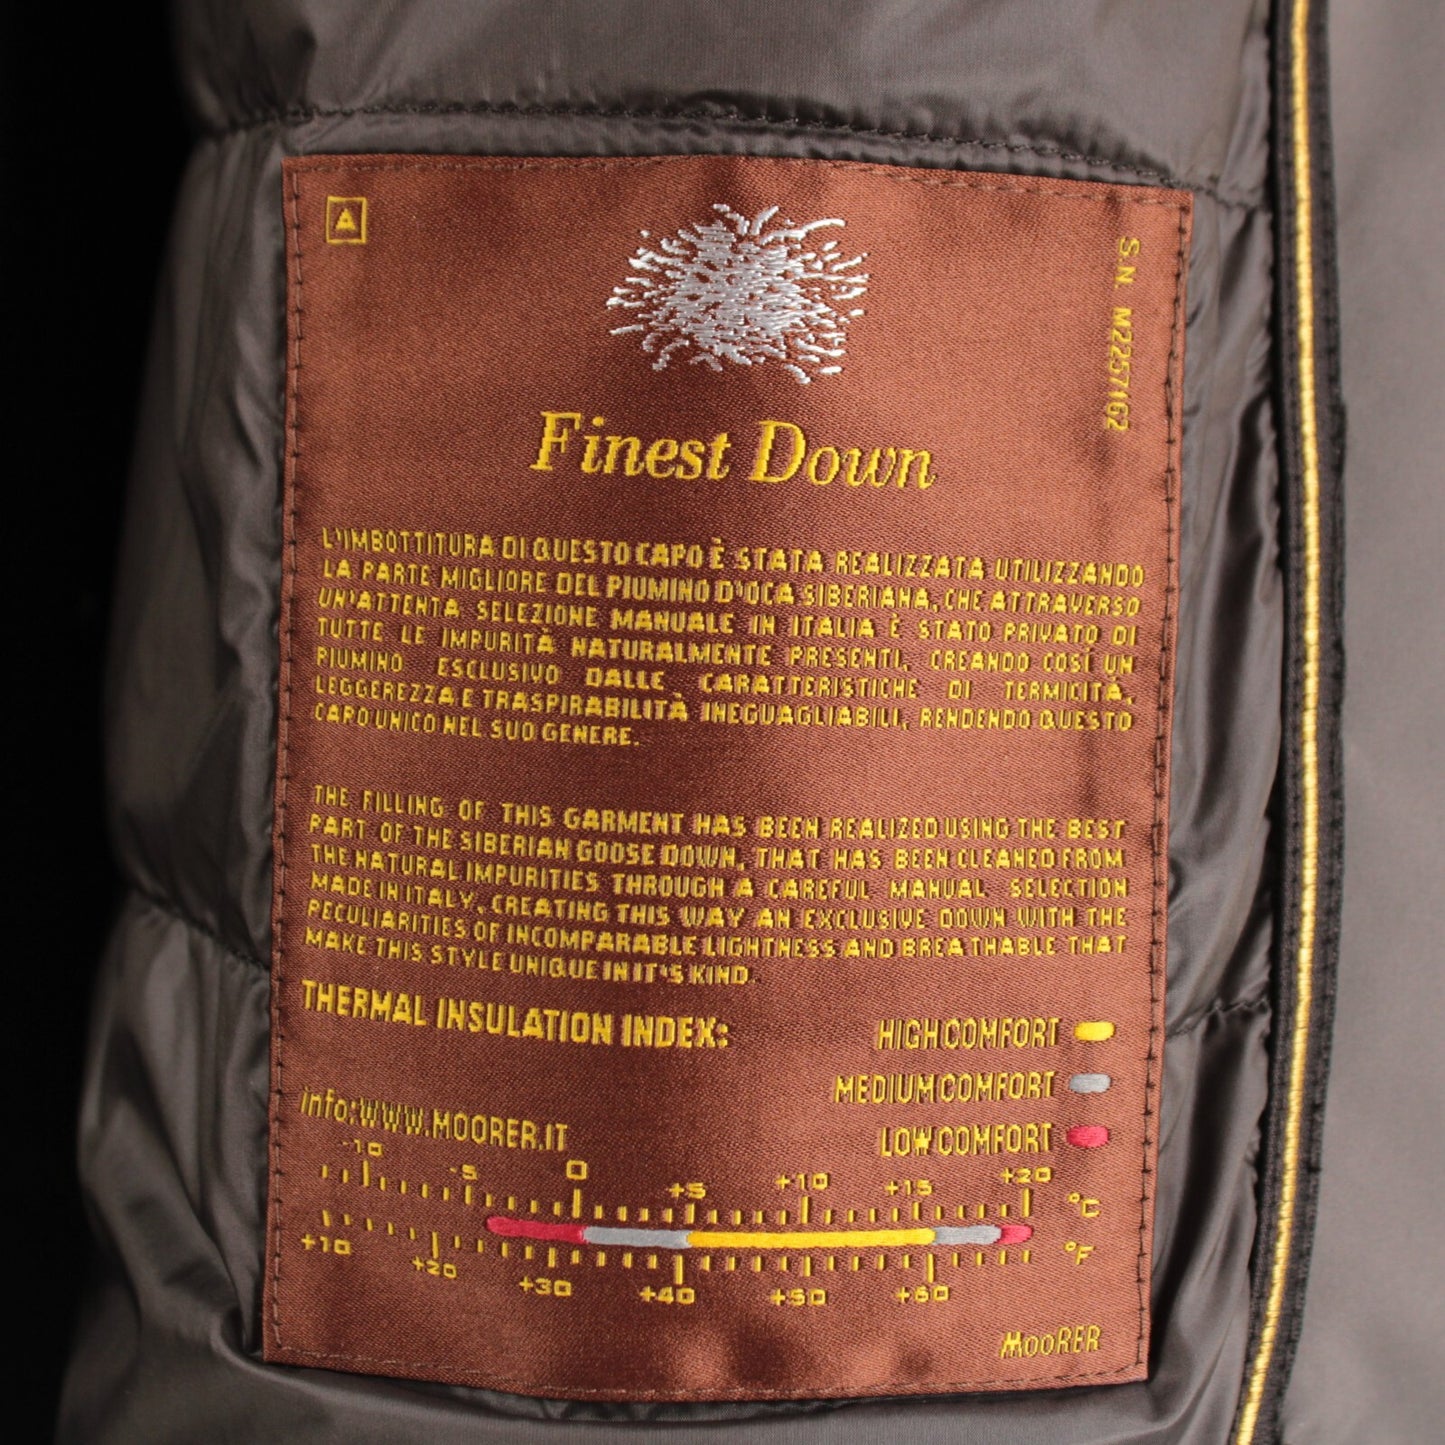 A
S.N. M2257162
Finest Down
L'IMBOTTITURA DI QUESTO CAPO È STATA REALIZZATA UTILIZZANDO
LA PARTE MIGLIORE DEL PIUMINO D'OCA SIBERIANA, CHE ATTRAVERSO
UN'ATTENTA SELEZIONE MANUALE IN ITALIA È STATO PRIVATO DI
TUTTE LE IMPURITÀ NATURALMENTE PRESENTI, CREANDO COSÍ UN
PIUMINO ESCLUSIVO DALLE CARATTERISTICHE DI TERMICITÀ,
LEGGEREZZA E TRASPIRABILITÀ INEGUAGLIABILI, RENDENDO QUESTO
CAPO UNICO NEL SUO GENERE.
THE FILLING OF THIS GARMENT HAS BEEN REALIZED USING THE BEST
PART OF THE SIBERIAN GOOSE DOWN, THAT HAS BEEN CLEANED FROM
THE NATURAL IMPURITIES THROUGH A CAREFUL MANUAL SELECTION
MADE IN ITALY, CREATING THIS WAY AN EXCLUSIVE DOWN WITH THE
PECULIARITIES OF INCOMPARABLE LIGHTNESS AND BREATHABLE THAT
MAKE THIS STYLE UNIQUE IN IT'S KIND.
THERMAL INSULATION INDEX:
HIGH COMFORT
MEDIUM COMFORT
LOW COMFORT
info:WWW.MOORER.IT
-10 -5 0 +5 +10 +15 +20 °C
+10 +20 +30 +40 +50 +60 °F
MOORER